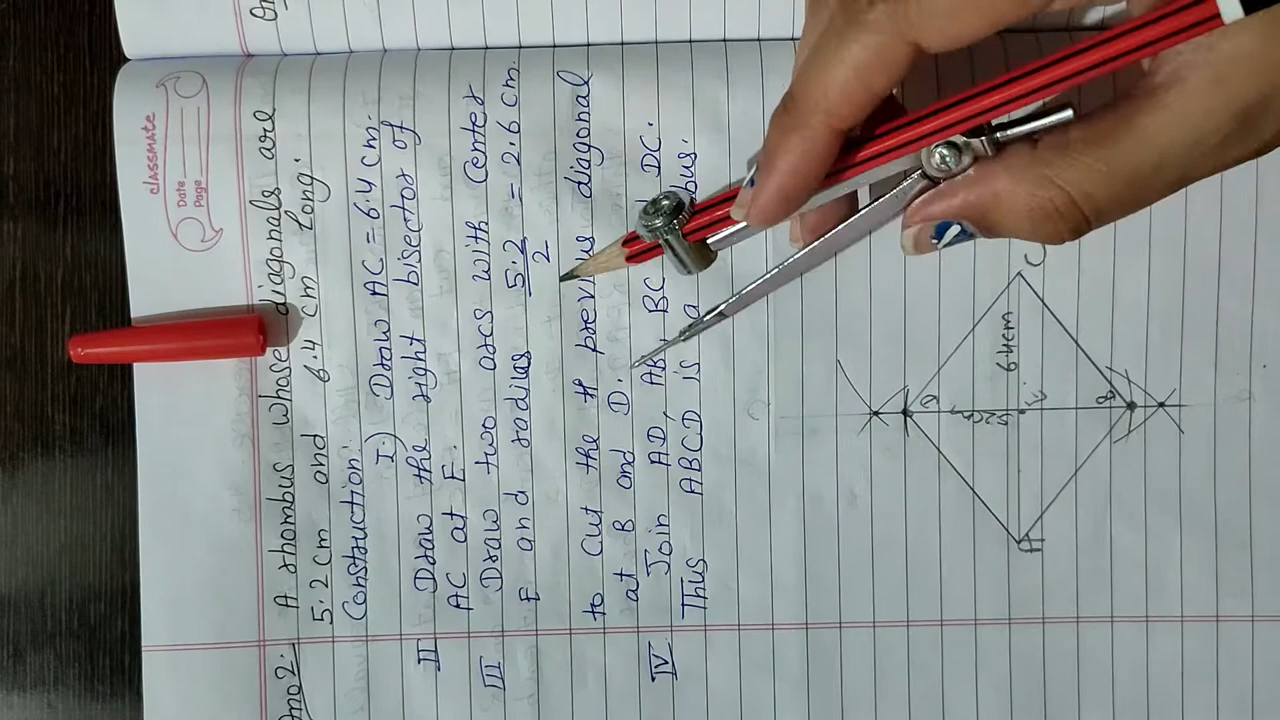 classmate
Date
Page
no2. A rhombus whose diagonals are
5.2 cm and 6.4 cm long.
Construction:
I) Draw AC = 6.4 cm.
II Draw the right bisector of
AC at E.
III Draw two arcs with center
E and radius 5.2/2 = 2.6 cm.
to cut the previous diagonal
at B and D.
IV Join AD, AB, BC DC.
Thus ABCD is a bus.
D
A 6.4cm C
B